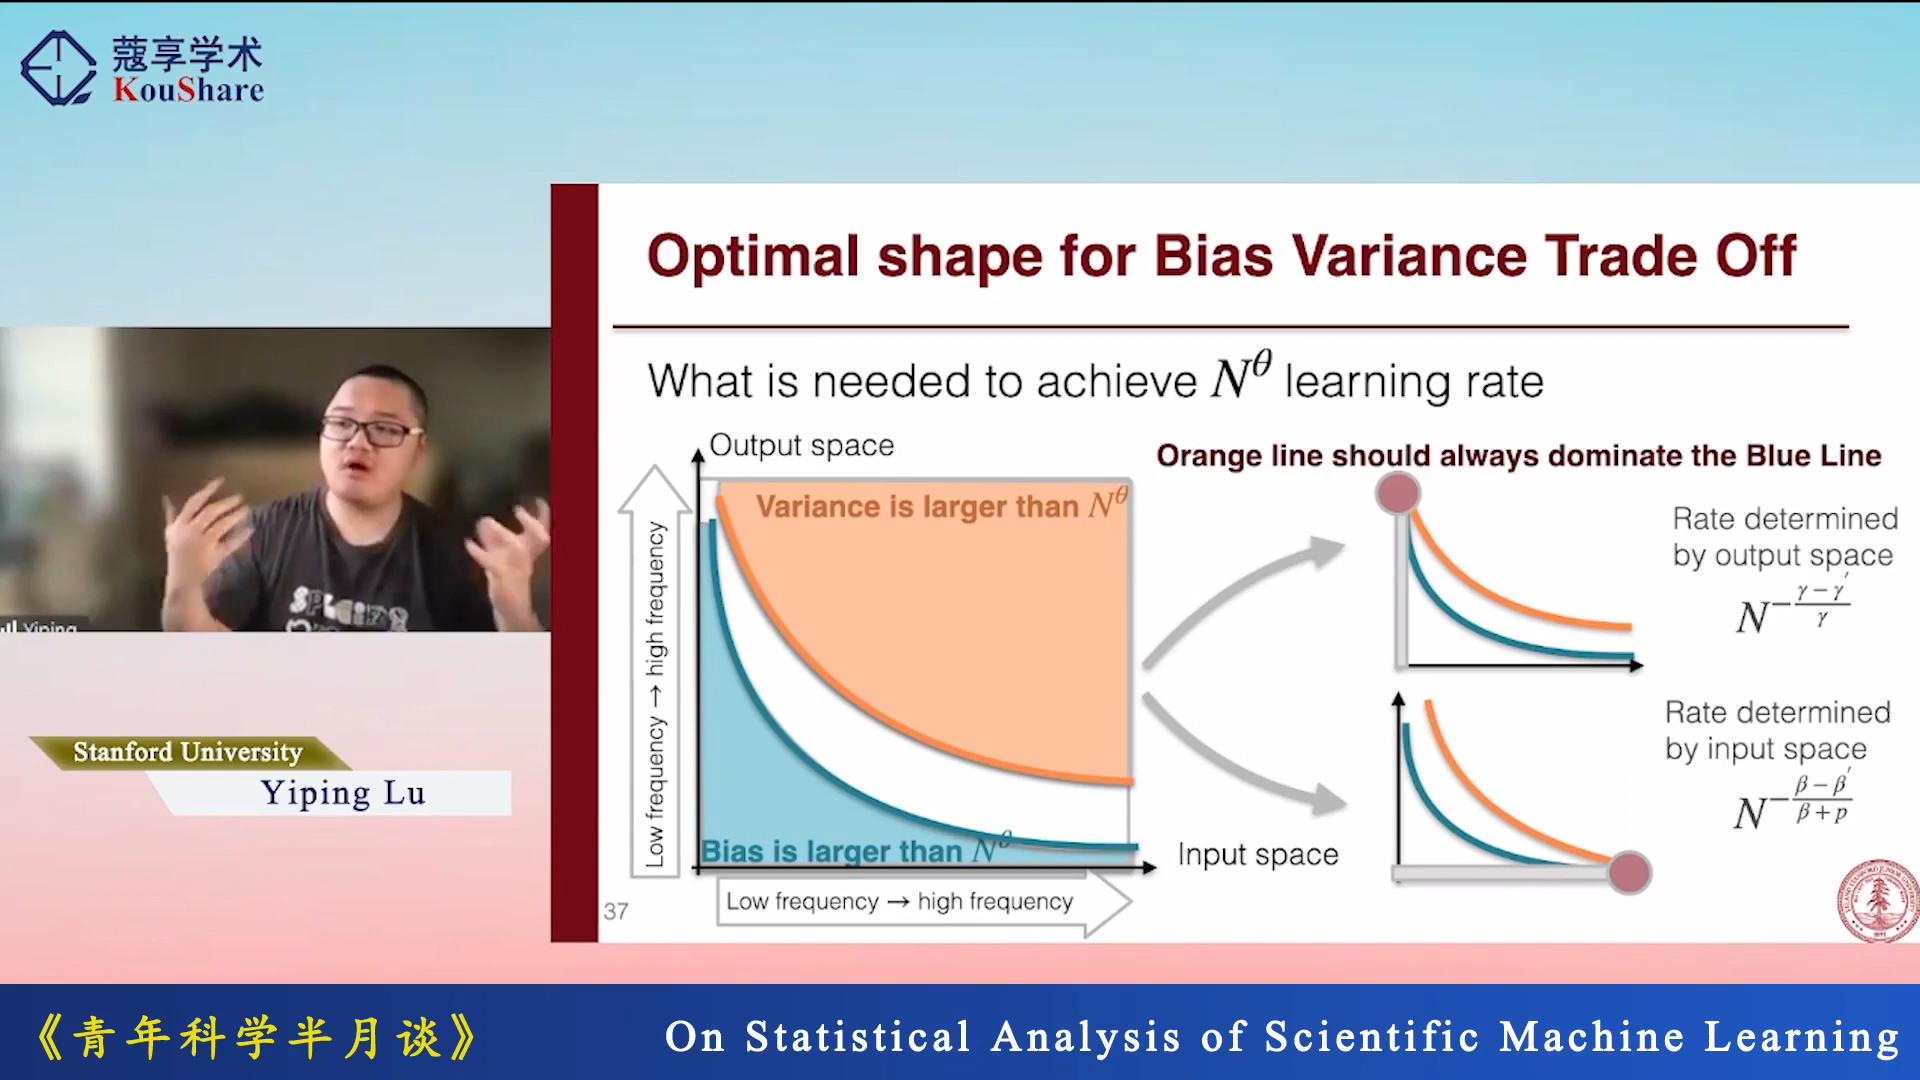 蔻享学术
KouShare
Optimal shape for Bias Variance Trade Off
What is needed to achieve N^θ learning rate
Output space
Orange line should always dominate the Blue Line
Variance is larger than N^θ
Low frequency → high frequency
Bias is larger than N^θ
Input space
Low frequency → high frequency
37
Rate determined
by output space
N^{-\frac{γ-γ'}{γ}}
Rate determined
by input space
N^{-\frac{β-β'}{β+p}}
Yiping
Stanford University
Yiping Lu
《青年科学半月谈》
On Statistical Analysis of Scientific Machine Learning